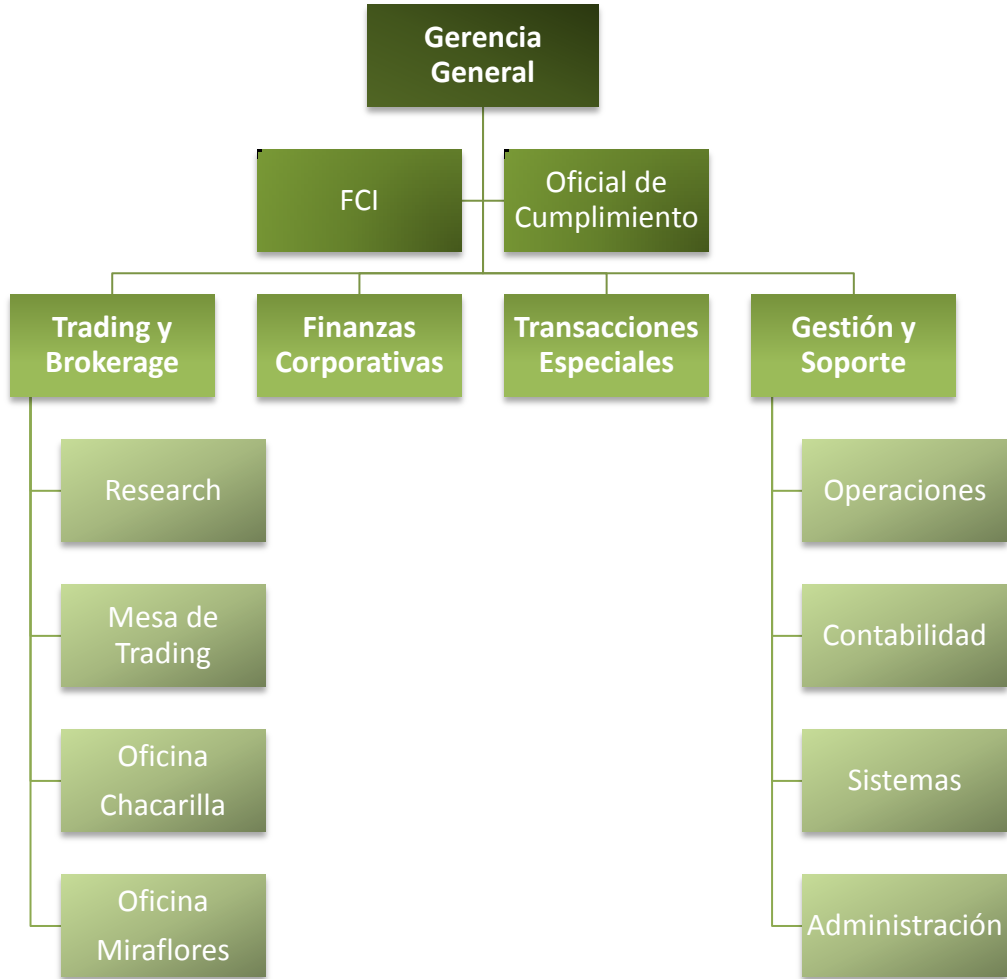 Gerencia
General
FCI
Oficial de
Cumplimiento
Trading y
Brokerage
Finanzas
Corporativas
Transacciones
Especiales
Gestión y
Soporte
Research
Mesa de
Trading
Oficina
Chacarilla
Oficina
Miraflores
Operaciones
Contabilidad
Sistemas
Administración